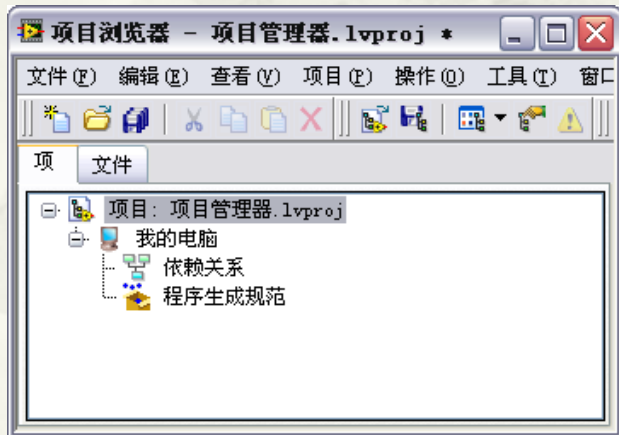 项目浏览器 - 项目管理器.lvproj *
文件(F) 编辑(E) 查看(V) 项目(P) 操作(O) 工具(T) 窗口
项 文件
项目: 项目管理器.lvproj
我的电脑
依赖关系
程序生成规范